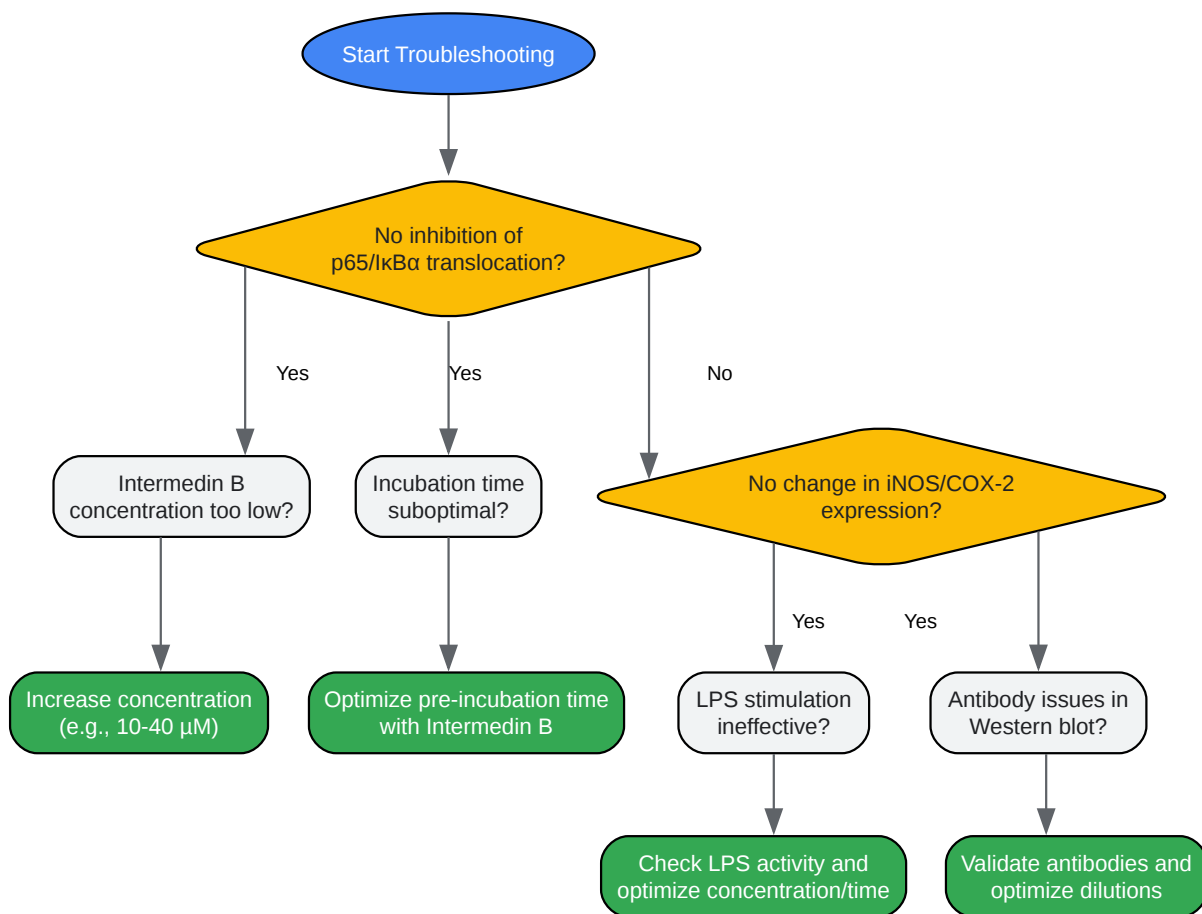 Start Troubleshooting
No inhibition of
p65/IκBα translocation?
Yes
Yes
No
Intermedin B
concentration too low?
Incubation time
suboptimal?
No change in iNOS/COX-2
expression?
Yes
Yes
Increase concentration
(e.g., 10-40 µM)
Optimize pre-incubation time
with Intermedin B
LPS stimulation
ineffective?
Antibody issues in
Western blot?
Check LPS activity and
optimize concentration/time
Validate antibodies and
optimize dilutions